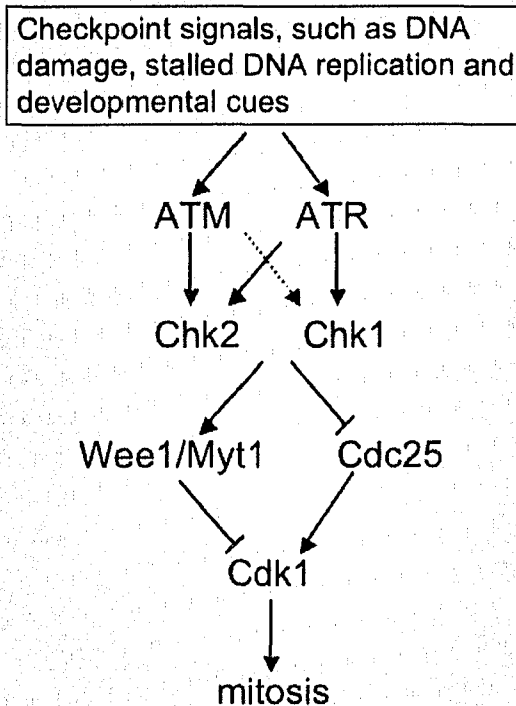 Checkpoint signals, such as DNA
damage, stalled DNA replication and
developmental cues
ATM ATR
Chk2 Chk1
Wee1/Myt1 Cdc25
Cdk1
mitosis